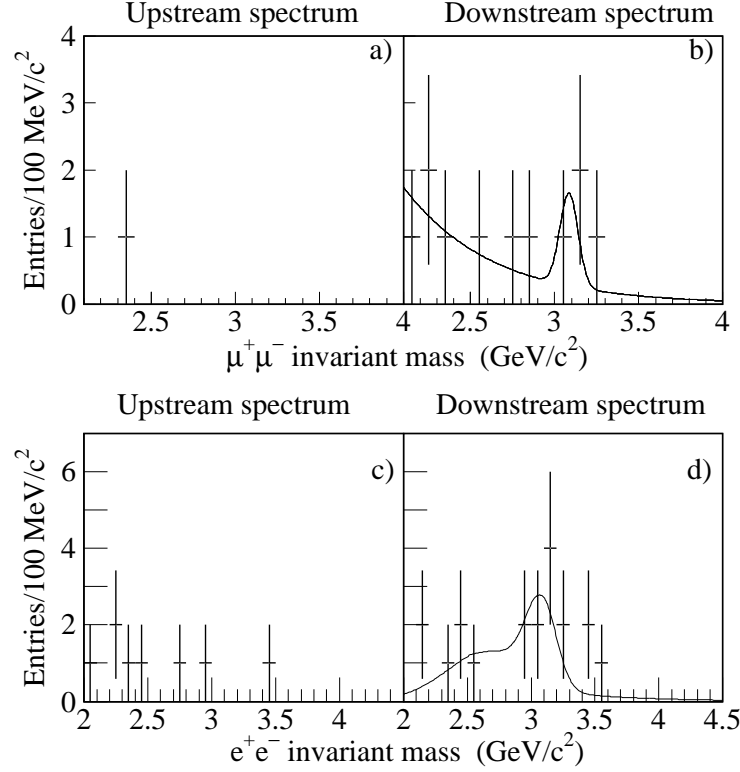 Upstream spectrum Downstream spectrum
Entries/100 MeV/c²
4
3
2
1
0
a) b)
2.5 3 3.5 4 2.5 3 3.5 4
μ⁺μ⁻ invariant mass (GeV/c²)
Upstream spectrum Downstream spectrum
Entries/100 MeV/c²
6
4
2
0
c) d)
2 2.5 3 3.5 4 2 2.5 3 3.5 4 4.5
e⁺e⁻ invariant mass (GeV/c²)